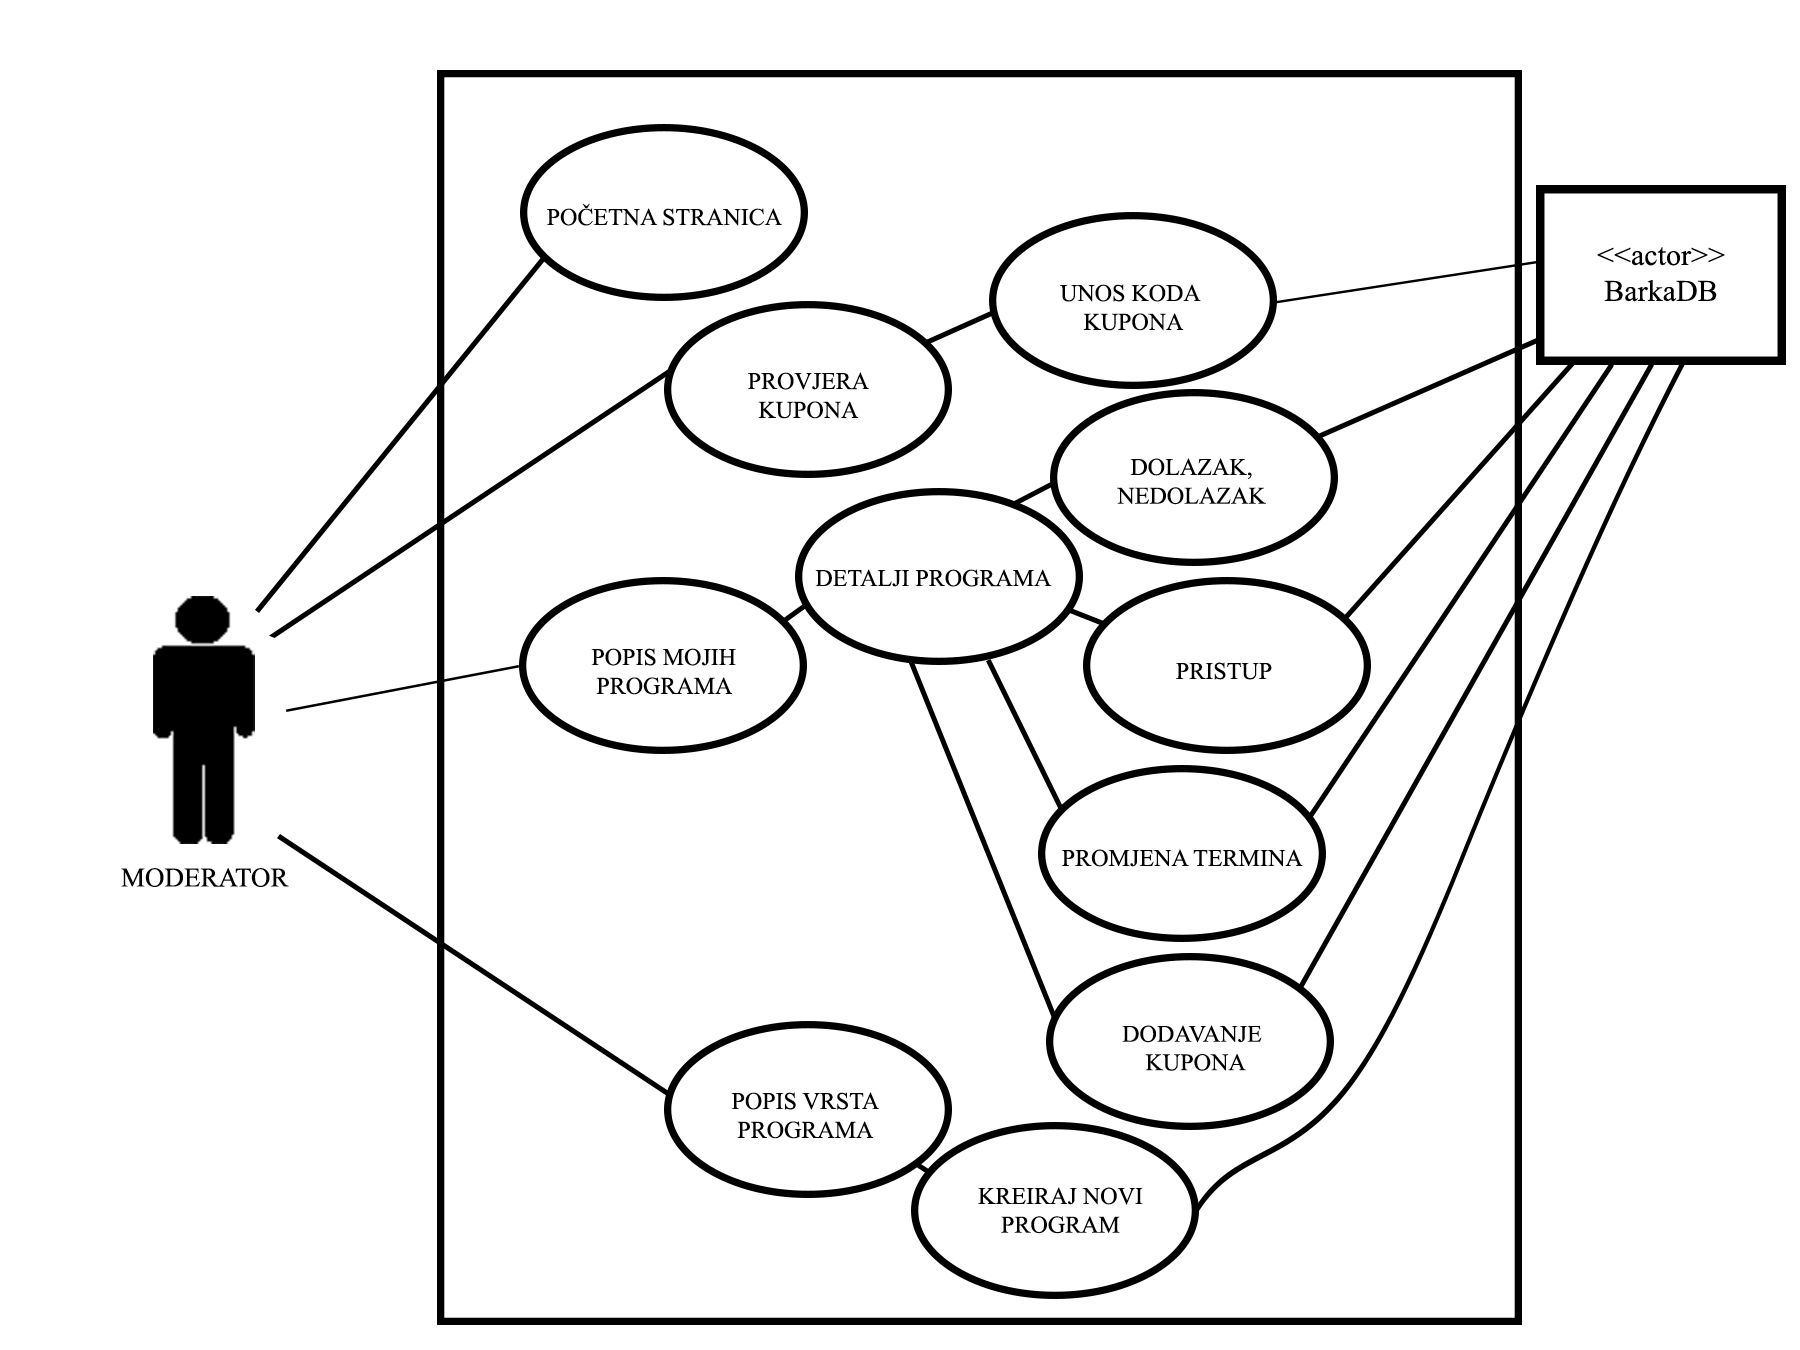 POČETNA STRANICA
<<actor>>
BarkaDB
UNOS KODA
KUPONA
PROVJERA
KUPONA
DOLAZAK,
NEDOLAZAK
DETALJI PROGRAMA
POPIS MOJIH
PROGRAMA
PRISTUP
MODERATOR
PROMJENA TERMINA
DODAVANJE
KUPONA
POPIS VRSTA
PROGRAMA
KREIRAJ NOVI
PROGRAM